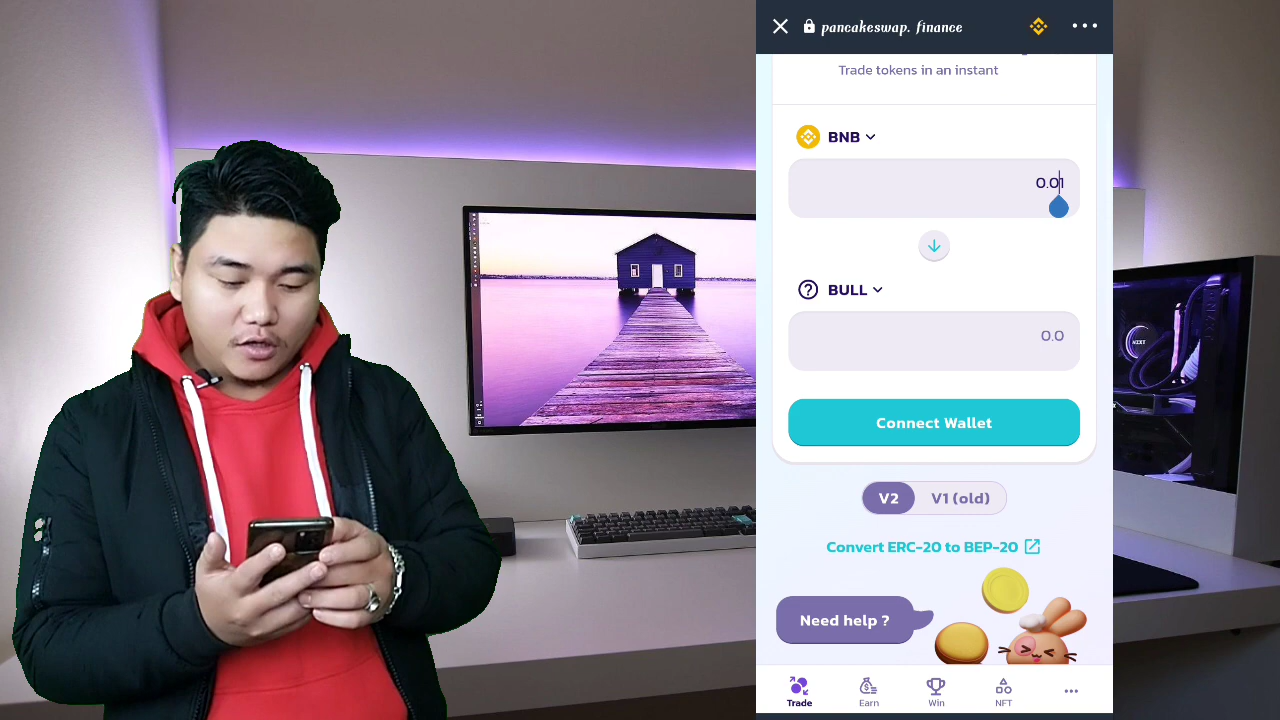 pancakeswap. finance
Trade tokens in an instant
BNB
0.01
BULL
0.0
Connect Wallet
V2 V1 (old)
Convert ERC-20 to BEP-20
Need help ?
Trade Earn Win NFT
NZXT